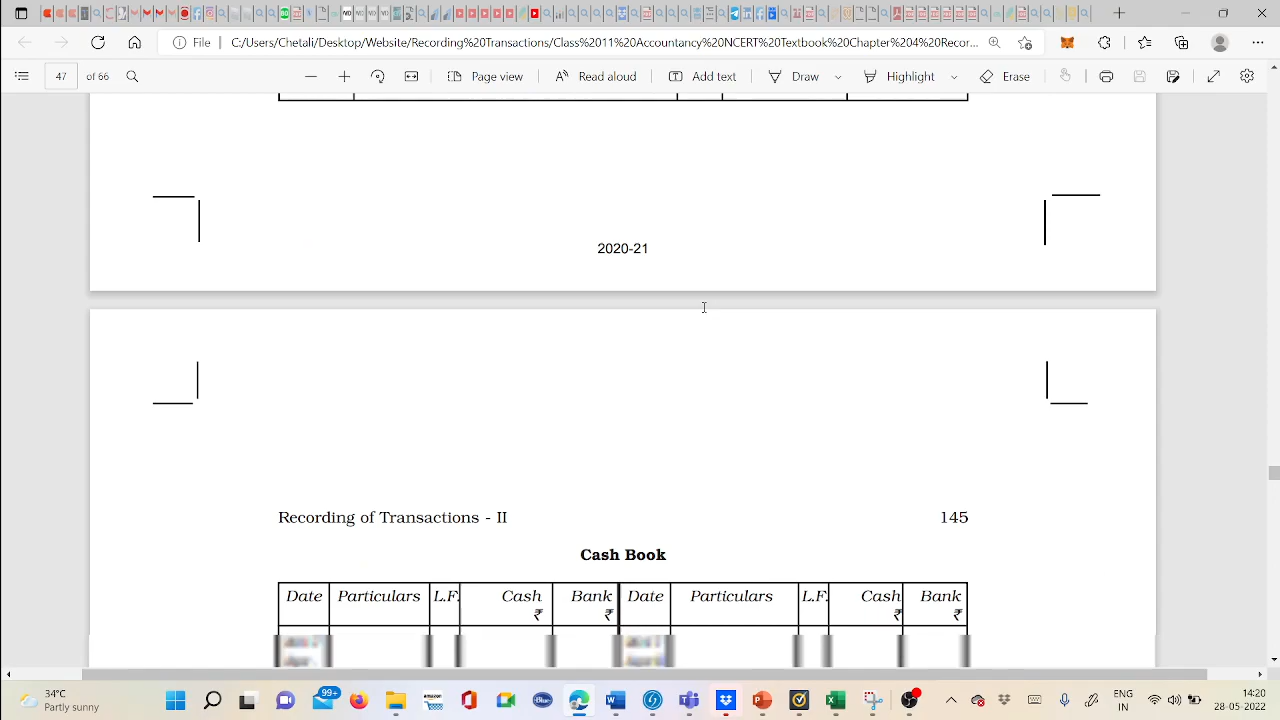 File
C:/Users/Chetali/Desktop/Website/Recording%20Transactions/Class%2011%20Accountancy%20NCERT%20Textbook%20Chapter%204%20Recor...
47 of 66
Page view
Read aloud
Add text
Draw
Highlight
Erase
2020-21
Recording of Transactions - II 145
Cash Book
Date Particulars L.F. Cash Bank Date Particulars L.F. Cash Bank
₹ ₹ ₹ ₹
34°C
Partly sunny
99+
ENG
IN
14:20
28-05-2022